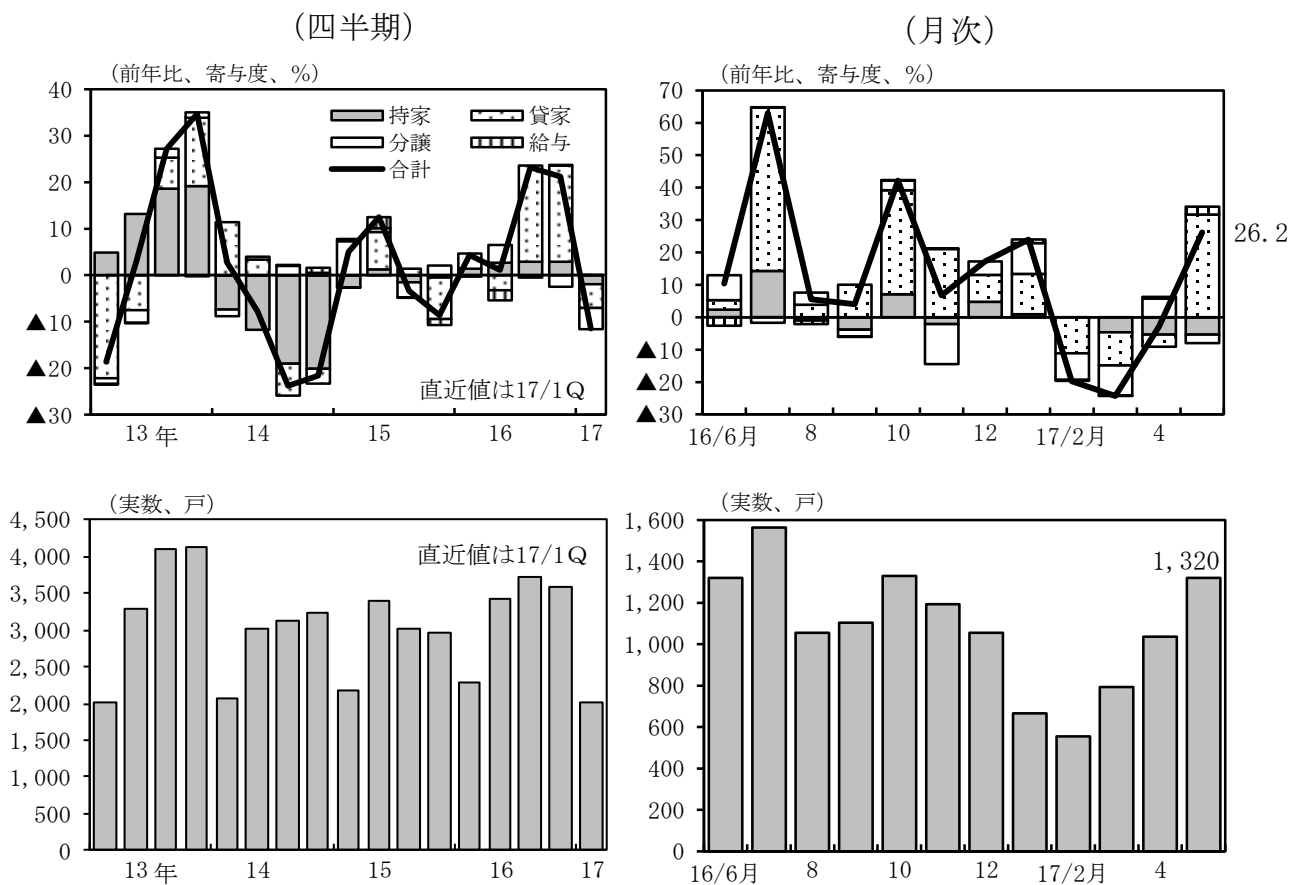 (四半期)
(前年比、寄与度、%)
40
30
20
10
0
▲10
▲20
▲30
持家
貸家
分譲
給与
合計
直近値は17/1Q
13 年
14
15
16
17
(月次)
(前年比、寄与度、%)
70
60
50
40
30
20
10
0
▲10
▲20
▲30
26.2
16/6月
8
10
12
17/2月
4
(実数、戸)
4,500
4,000
3,500
3,000
2,500
2,000
1,500
1,000
500
0
直近値は17/1Q
13 年
14
15
16
17
(実数、戸)
1,600
1,400
1,200
1,000
800
600
400
200
0
1,320
16/6月
8
10
12
17/2月
4